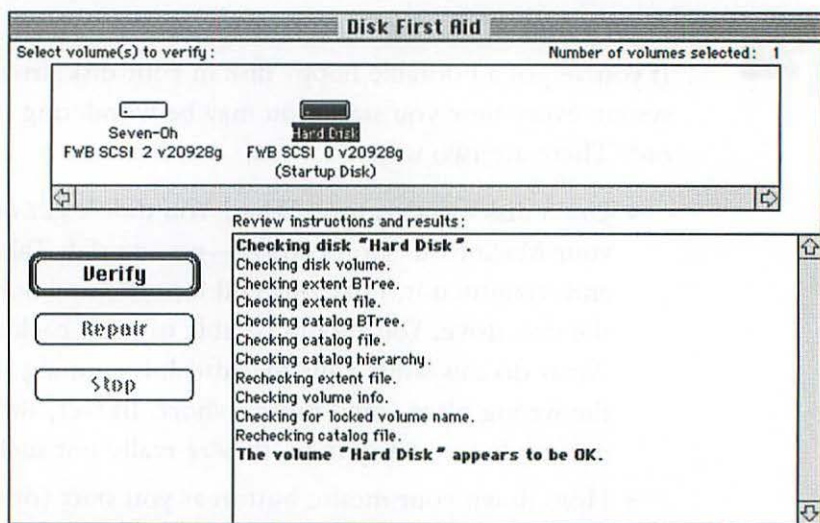 Disk First Aid
Select volume(s) to verify:
Number of volumes selected: 1
Seven-Oh
FWB SCSI 2 v20928g
Hard Disk
FWB SCSI 0 v20928g
(Startup Disk)
Review instructions and results:
Verify
Repair
Stop
Checking disk "Hard Disk".
Checking disk volume.
Checking extent BTree.
Checking extent file.
Checking catalog BTree.
Checking catalog file.
Checking catalog hierarchy.
Rechecking extent file.
Checking volume info.
Checking for locked volume name.
Rechecking catalog file.
The volume "Hard Disk" appears to be OK.